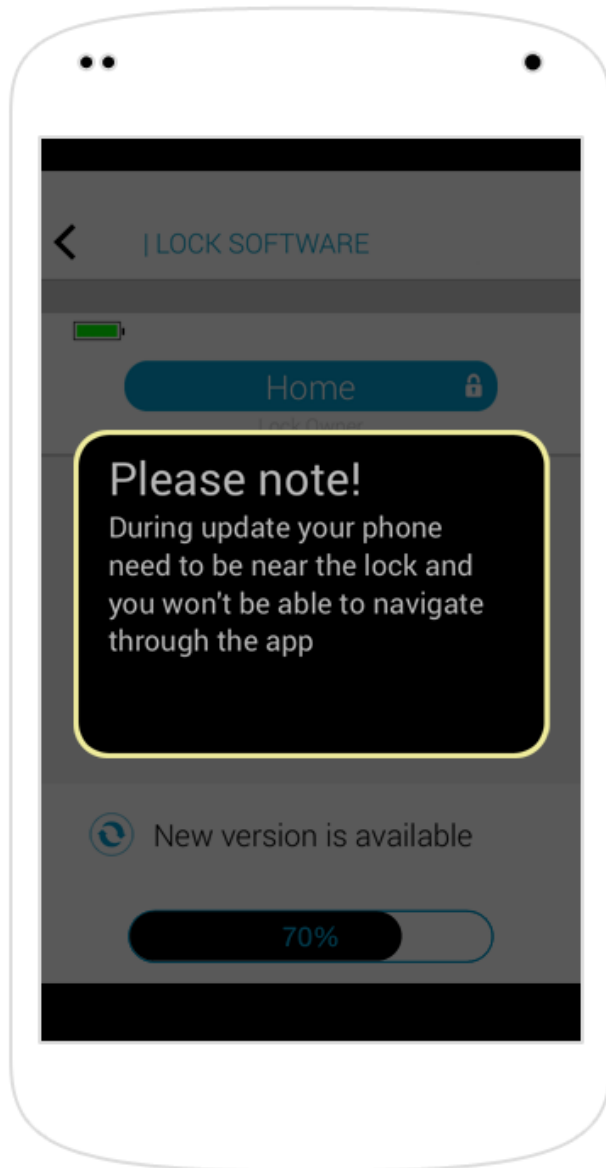 | LOCK SOFTWARE
Home
Lock Owner
Please note!
During update your phone
need to be near the lock and
you won't be able to navigate
through the app
New version is available
70%